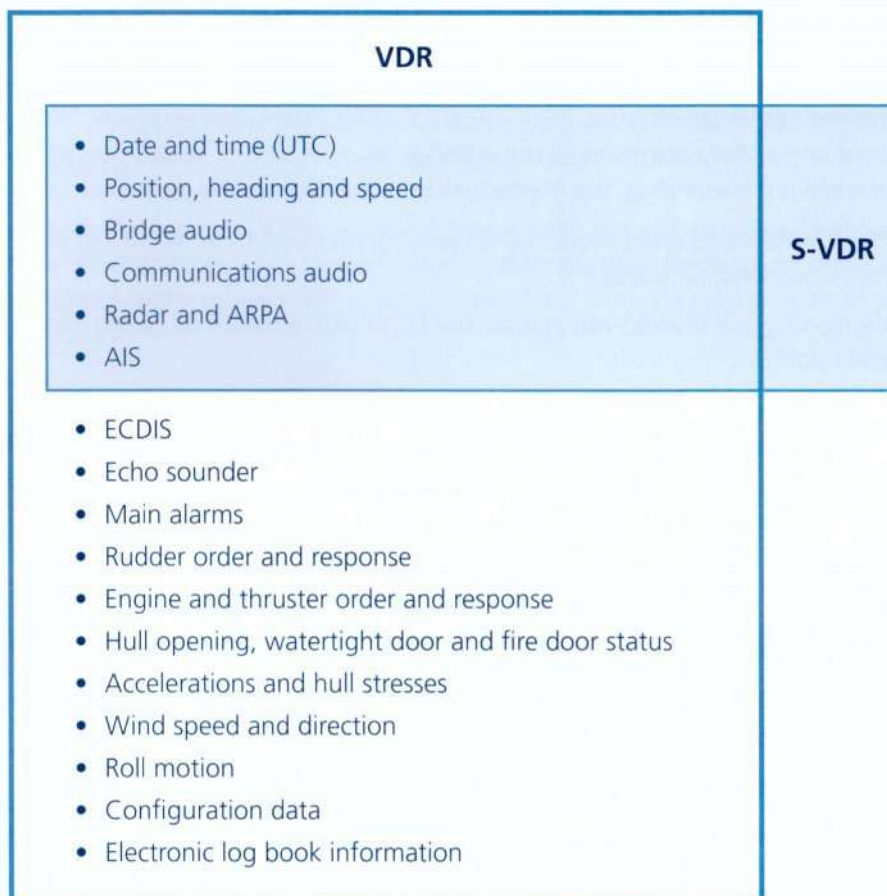 VDR
• Date and time (UTC)
• Position, heading and speed
• Bridge audio
• Communications audio
• Radar and ARPA
• AIS
S-VDR
• ECDIS
• Echo sounder
• Main alarms
• Rudder order and response
• Engine and thruster order and response
• Hull opening, watertight door and fire door status
• Accelerations and hull stresses
• Wind speed and direction
• Roll motion
• Configuration data
• Electronic log book information